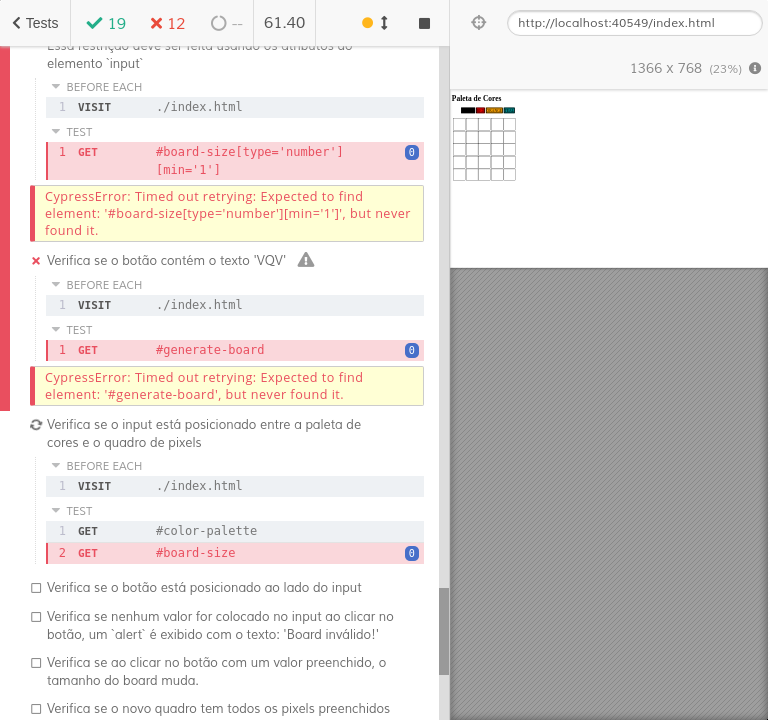 Tests 19 12 -- 61.40 http://localhost:40549/index.html
1366 x 768 (23%)
Essa restrição deve ser feita usando os atributos do
elemento `input`
BEFORE EACH
1 VISIT ./index.html
TEST
1 GET #board-size[type='number'] 0
[min='1']
CypressError: Timed out retrying: Expected to find
element: '#board-size[type='number'][min='1']', but never
found it.
Verifica se o botão contém o texto 'VQV'
BEFORE EACH
1 VISIT ./index.html
TEST
1 GET #generate-board 0
CypressError: Timed out retrying: Expected to find
element: '#generate-board', but never found it.
Verifica se o input está posicionado entre a paleta de
cores e o quadro de pixels
BEFORE EACH
1 VISIT ./index.html
TEST
1 GET #color-palette
2 GET #board-size 0
Verifica se o botão está posicionado ao lado do input
Verifica se nenhum valor for colocado no input ao clicar no
botão, um `alert` é exibido com o texto: 'Board inválido!'
Verifica se ao clicar no botão com um valor preenchido, o
tamanho do board muda.
Verifica se o novo quadro tem todos os pixels preenchidos
Paleta de Cores